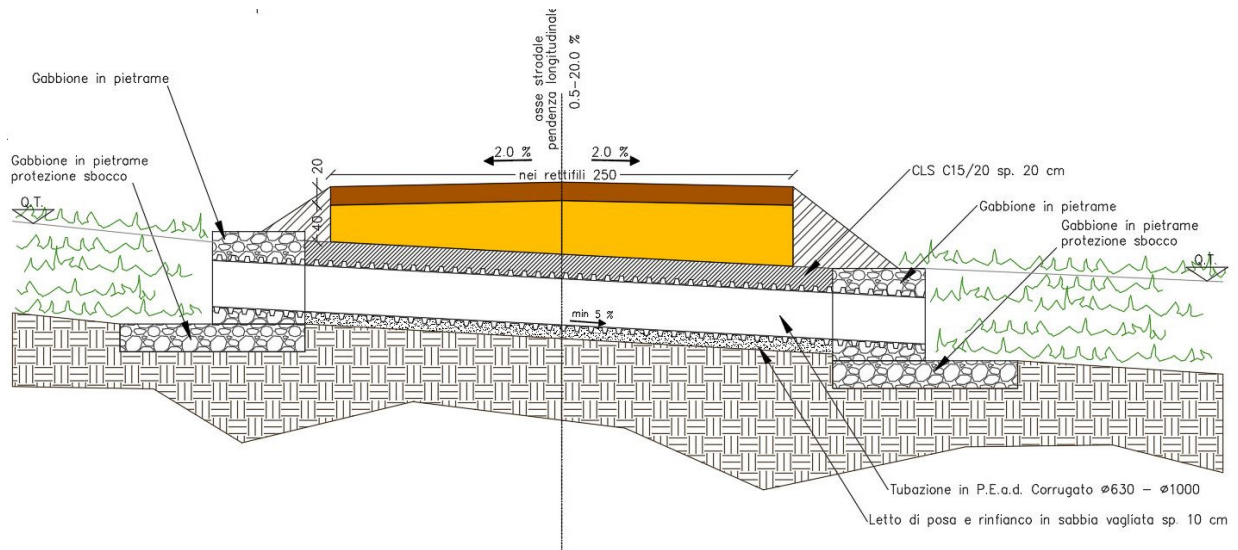 asse stradale
pendenza longitudinale
0.5-20.0 %
Gabbione in pietrame
Gabbione in pietrame
protezione sbocco
2.0 %
2.0 %
nei rettifili 250
20
40
CLS C15/20 sp. 20 cm
Gabbione in pietrame
Gabbione in pietrame
protezione sbocco
Q.T.
Q.T.
min 5 %
Tubazione in P.E.a.d. Corrugato ⌀630 - ⌀1000
Letto di posa e rinfianco in sabbia vagliata sp. 10 cm